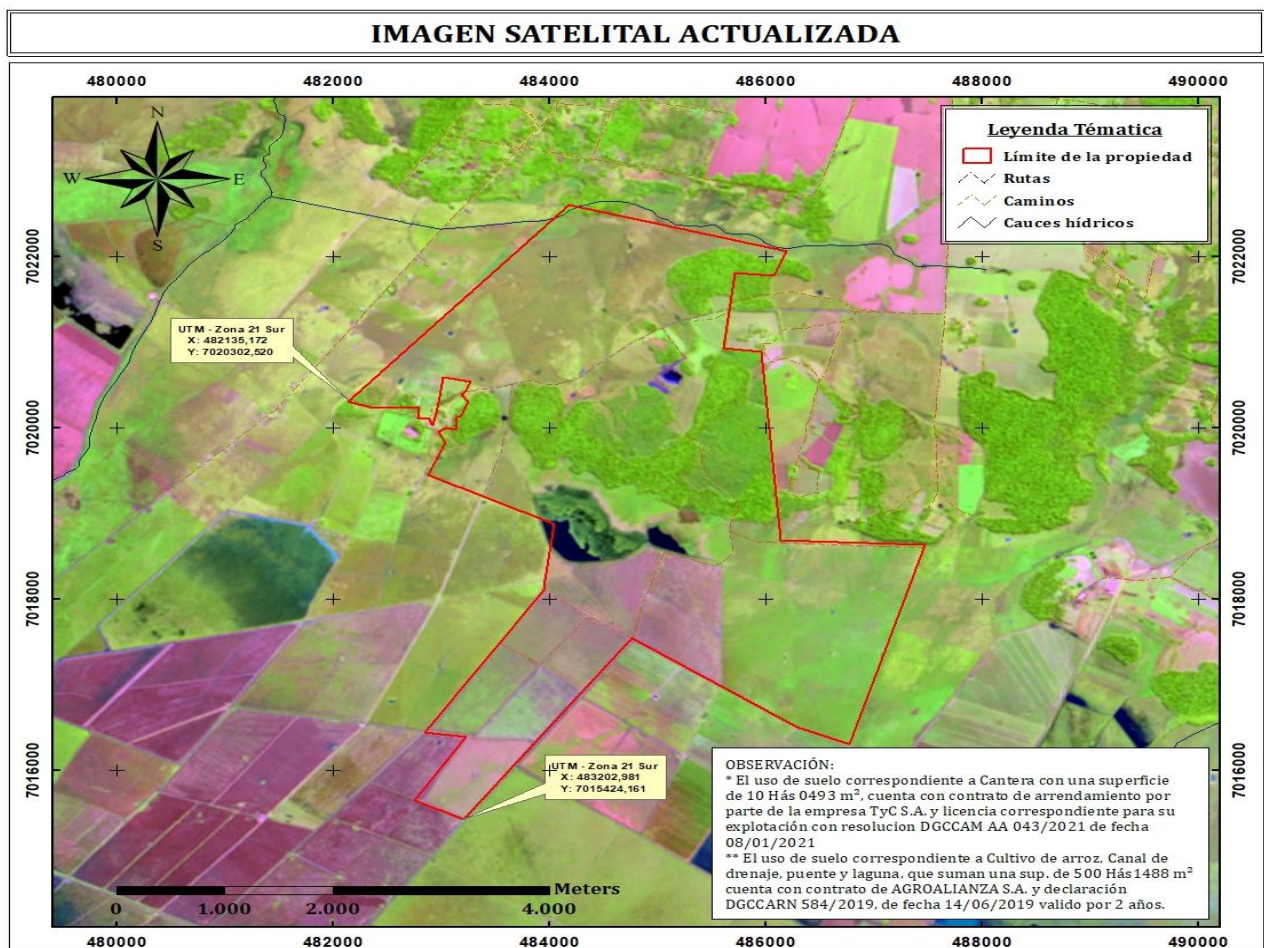 IMAGEN SATELITAL ACTUALIZADA
480000 482000 484000 486000 488000 490000
N
W E
S
Leyenda Témática
Límite de la propiedad
Rutas
Caminos
Cauces hídricos
7022000 7022000
UTM - Zona 21 Sur
X: 482135,172
Y: 7020302,520
7020000 7020000
7018000 7018000
7016000 7016000
UTM - Zona 21 Sur
X: 483202,981
Y: 7015424,161
OBSERVACIÓN:
* El uso de suelo correspondiente a Cantera con una superficie
de 10 Hás 0493 m², cuenta con contrato de arrendamiento por
parte de la empresa TyC S.A. y licencia correspondiente para su
explotación con resolucion DGCCAM AA 043/2021 de fecha
08/01/2021
** El uso de suelo correspondiente a Cultivo de arroz, Canal de
drenaje, puente y laguna, que suman una sup. de 500 Hás1488 m²
cuenta con contrato de AGROALIANZA S.A. y declaración
DGCCARN 584/2019, de fecha 14/06/2019 valido por 2 años.
Meters
0 1.000 2.000 4.000
480000 482000 484000 486000 488000 490000